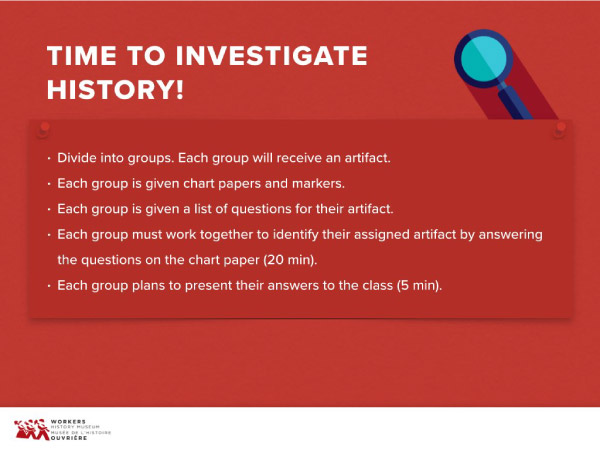 TIME TO INVESTIGATE
HISTORY!
· Divide into groups. Each group will receive an artifact.
· Each group is given chart papers and markers.
· Each group is given a list of questions for their artifact.
· Each group must work together to identify their assigned artifact by answering
the questions on the chart paper (20 min).
· Each group plans to present their answers to the class (5 min).
WORKERS
HISTORY MUSEUM
MUSÉE DE L'HISTOIRE
OUVRIÈRE